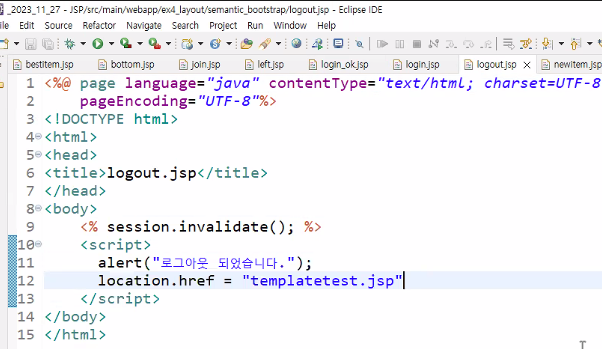 _2023_11_27 - JSP/src/main/webapp/ex4_layout/semantic_bootstrap/logout.jsp - Eclipse IDE
Edit Source Refactor Navigate Search Project Run Window Help
bestitem.jsp bottom.jsp join.jsp left.jsp login_ok.jsp login.jsp logout.jsp newitem.jsp
1 <%@ page language="java" contentType="text/html; charset=UTF-8
2 pageEncoding="UTF-8"%>
3 <!DOCTYPE html>
4 <html>
5 <head>
6 <title>logout.jsp</title>
7 </head>
8 <body>
9 <% session.invalidate(); %>
10 <script>
11 alert("로그아웃 되었습니다.");
12 location.href = "templatetest.jsp"
13 </script>
14 </body>
15 </html>